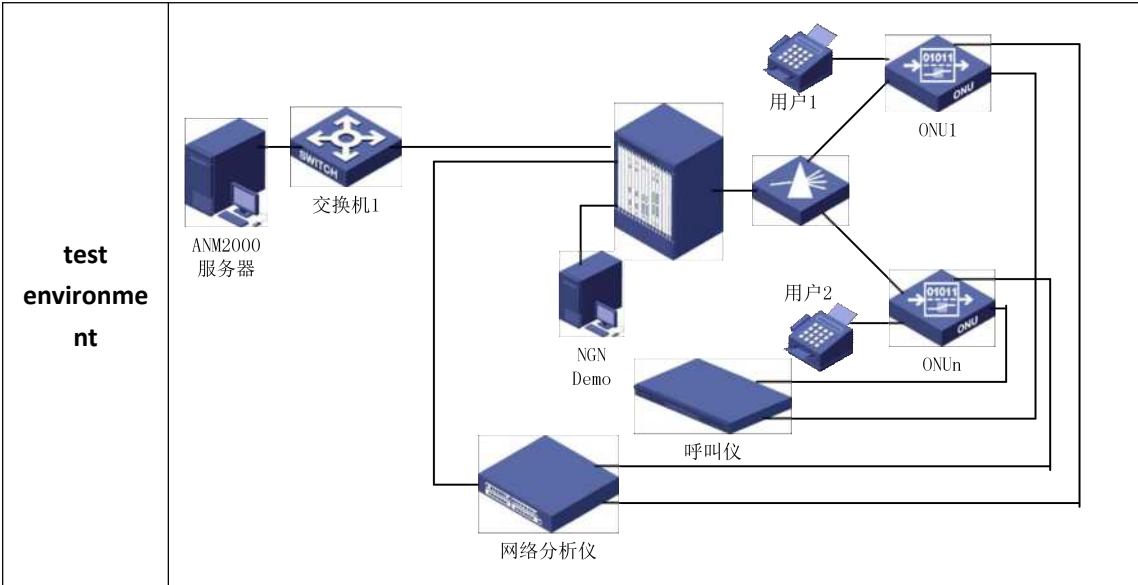 test
environme
nt
ANM2000
服务器
SWITCH
交换机1
NGN
Demo
用户1
01011
ONU
ONU1
用户2
01011
ONU
ONUn
呼叫仪
网络分析仪